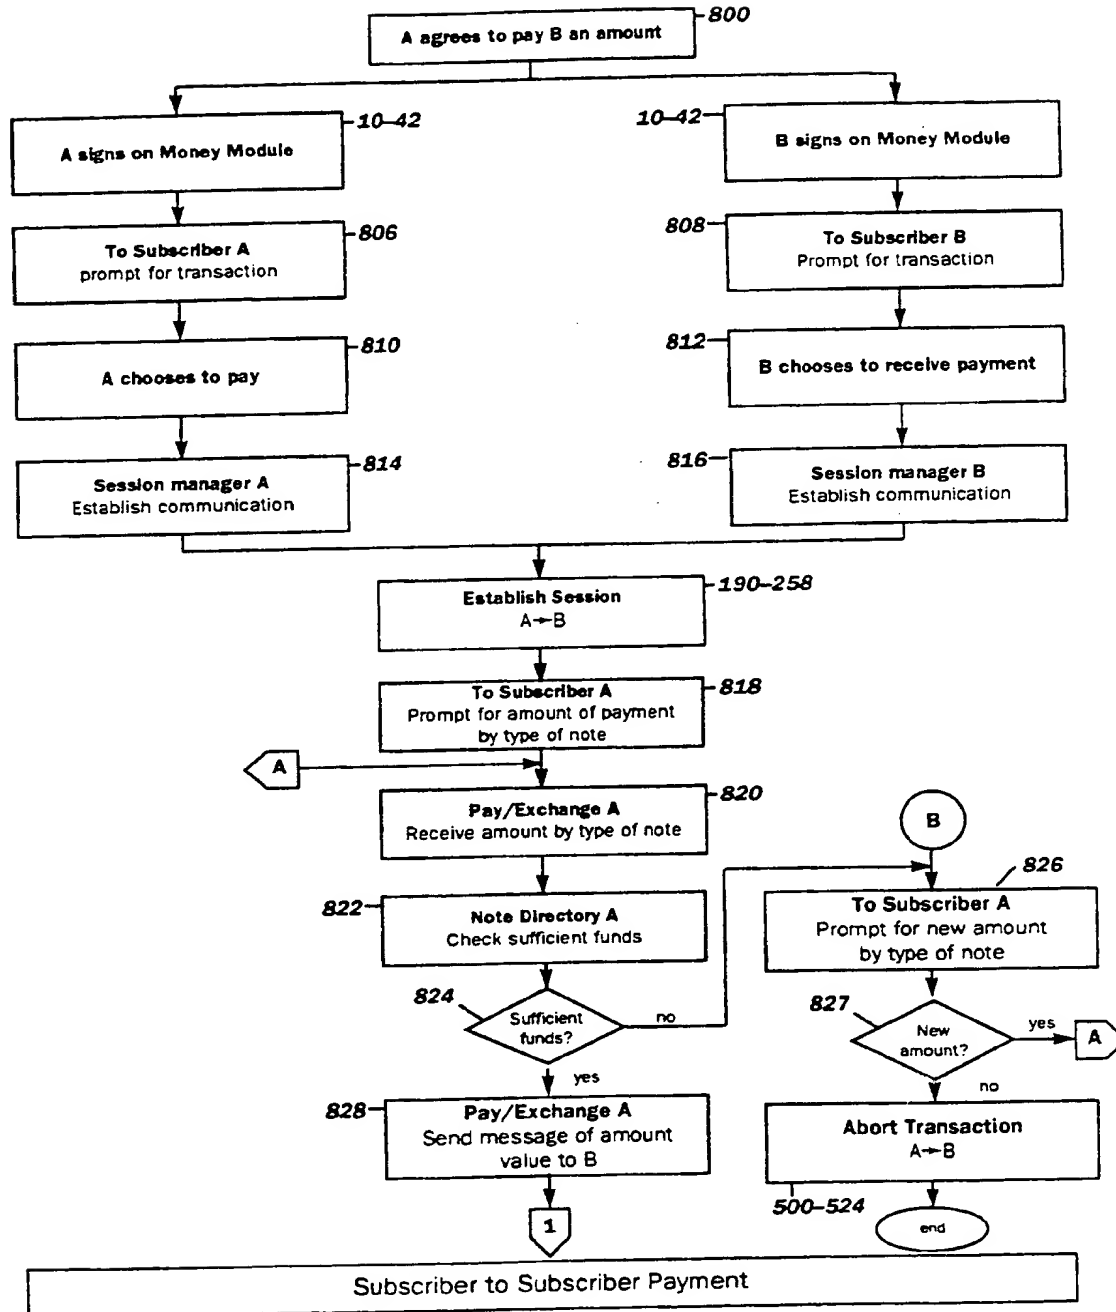 A agrees to pay B an amount
800
A signs on Money Module
10–42
10–42
B signs on Money Module
To Subscriber A
prompt for transaction
806
808
To Subscriber B
Prompt for transaction
A chooses to pay
810
812
B chooses to receive payment
Session manager A
Establish communication
814
816
Session manager B
Establish communication
Establish Session
A→B
190–258
To Subscriber A
Prompt for amount of payment
by type of note
818
A
Pay/Exchange A
Receive amount by type of note
820
B
822
Note Directory A
Check sufficient funds
826
To Subscriber A
Prompt for new amount
by type of note
824
Sufficient
funds?
no
yes
827
New
amount?
yes
A
no
828
Pay/Exchange A
Send message of amount
value to B
Abort Transaction
A→B
500–524
1
end
Subscriber to Subscriber Payment